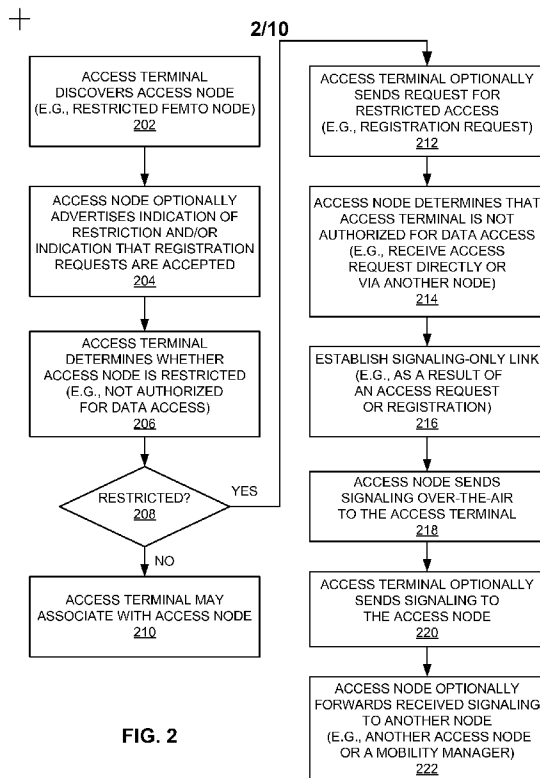 2/10
ACCESS TERMINAL
DISCOVERS ACCESS NODE
(E.G., RESTRICTED FEMTO NODE)
202
ACCESS NODE OPTIONALLY
ADVERTISES INDICATION OF
RESTRICTION AND/OR
INDICATION THAT REGISTRATION
REQUESTS ARE ACCEPTED
204
ACCESS TERMINAL
DETERMINES WHETHER
ACCESS NODE IS RESTRICTED
(E.G., NOT AUTHORIZED
FOR DATA ACCESS)
206
RESTRICTED?
208
YES
NO
ACCESS TERMINAL MAY
ASSOCIATE WITH ACCESS NODE
210
ACCESS TERMINAL OPTIONALLY
SENDS REQUEST FOR
RESTRICTED ACCESS
(E.G., REGISTRATION REQUEST)
212
ACCESS NODE DETERMINES THAT
ACCESS TERMINAL IS NOT
AUTHORIZED FOR DATA ACCESS
(E.G., RECEIVE ACCESS
REQUEST DIRECTLY OR
VIA ANOTHER NODE)
214
ESTABLISH SIGNALING-ONLY LINK
(E.G., AS A RESULT OF
AN ACCESS REQUEST
OR REGISTRATION)
216
ACCESS NODE SENDS
SIGNALING OVER-THE-AIR
TO THE ACCESS TERMINAL
218
ACCESS TERMINAL OPTIONALLY
SENDS SIGNALING TO
THE ACCESS NODE
220
ACCESS NODE OPTIONALLY
FORWARDS RECEIVED SIGNALING
TO ANOTHER NODE
(E.G., ANOTHER ACCESS NODE
OR A MOBILITY MANAGER)
222
FIG. 2